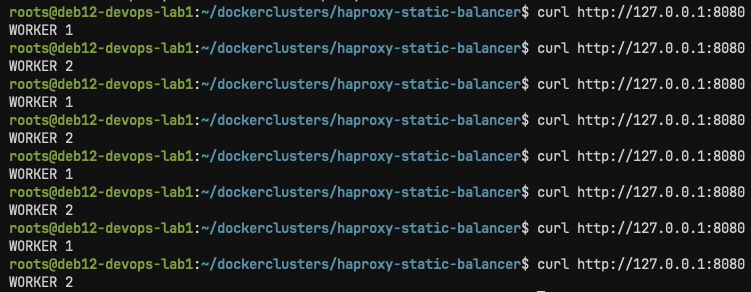 roots@deb12-devops-lab1:~/dockerclusters/haproxy-static-balancer$ curl http://127.0.0.1:8080
WORKER 1
roots@deb12-devops-lab1:~/dockerclusters/haproxy-static-balancer$ curl http://127.0.0.1:8080
WORKER 2
roots@deb12-devops-lab1:~/dockerclusters/haproxy-static-balancer$ curl http://127.0.0.1:8080
WORKER 1
roots@deb12-devops-lab1:~/dockerclusters/haproxy-static-balancer$ curl http://127.0.0.1:8080
WORKER 2
roots@deb12-devops-lab1:~/dockerclusters/haproxy-static-balancer$ curl http://127.0.0.1:8080
WORKER 1
roots@deb12-devops-lab1:~/dockerclusters/haproxy-static-balancer$ curl http://127.0.0.1:8080
WORKER 2
roots@deb12-devops-lab1:~/dockerclusters/haproxy-static-balancer$ curl http://127.0.0.1:8080
WORKER 1
roots@deb12-devops-lab1:~/dockerclusters/haproxy-static-balancer$ curl http://127.0.0.1:8080
WORKER 2